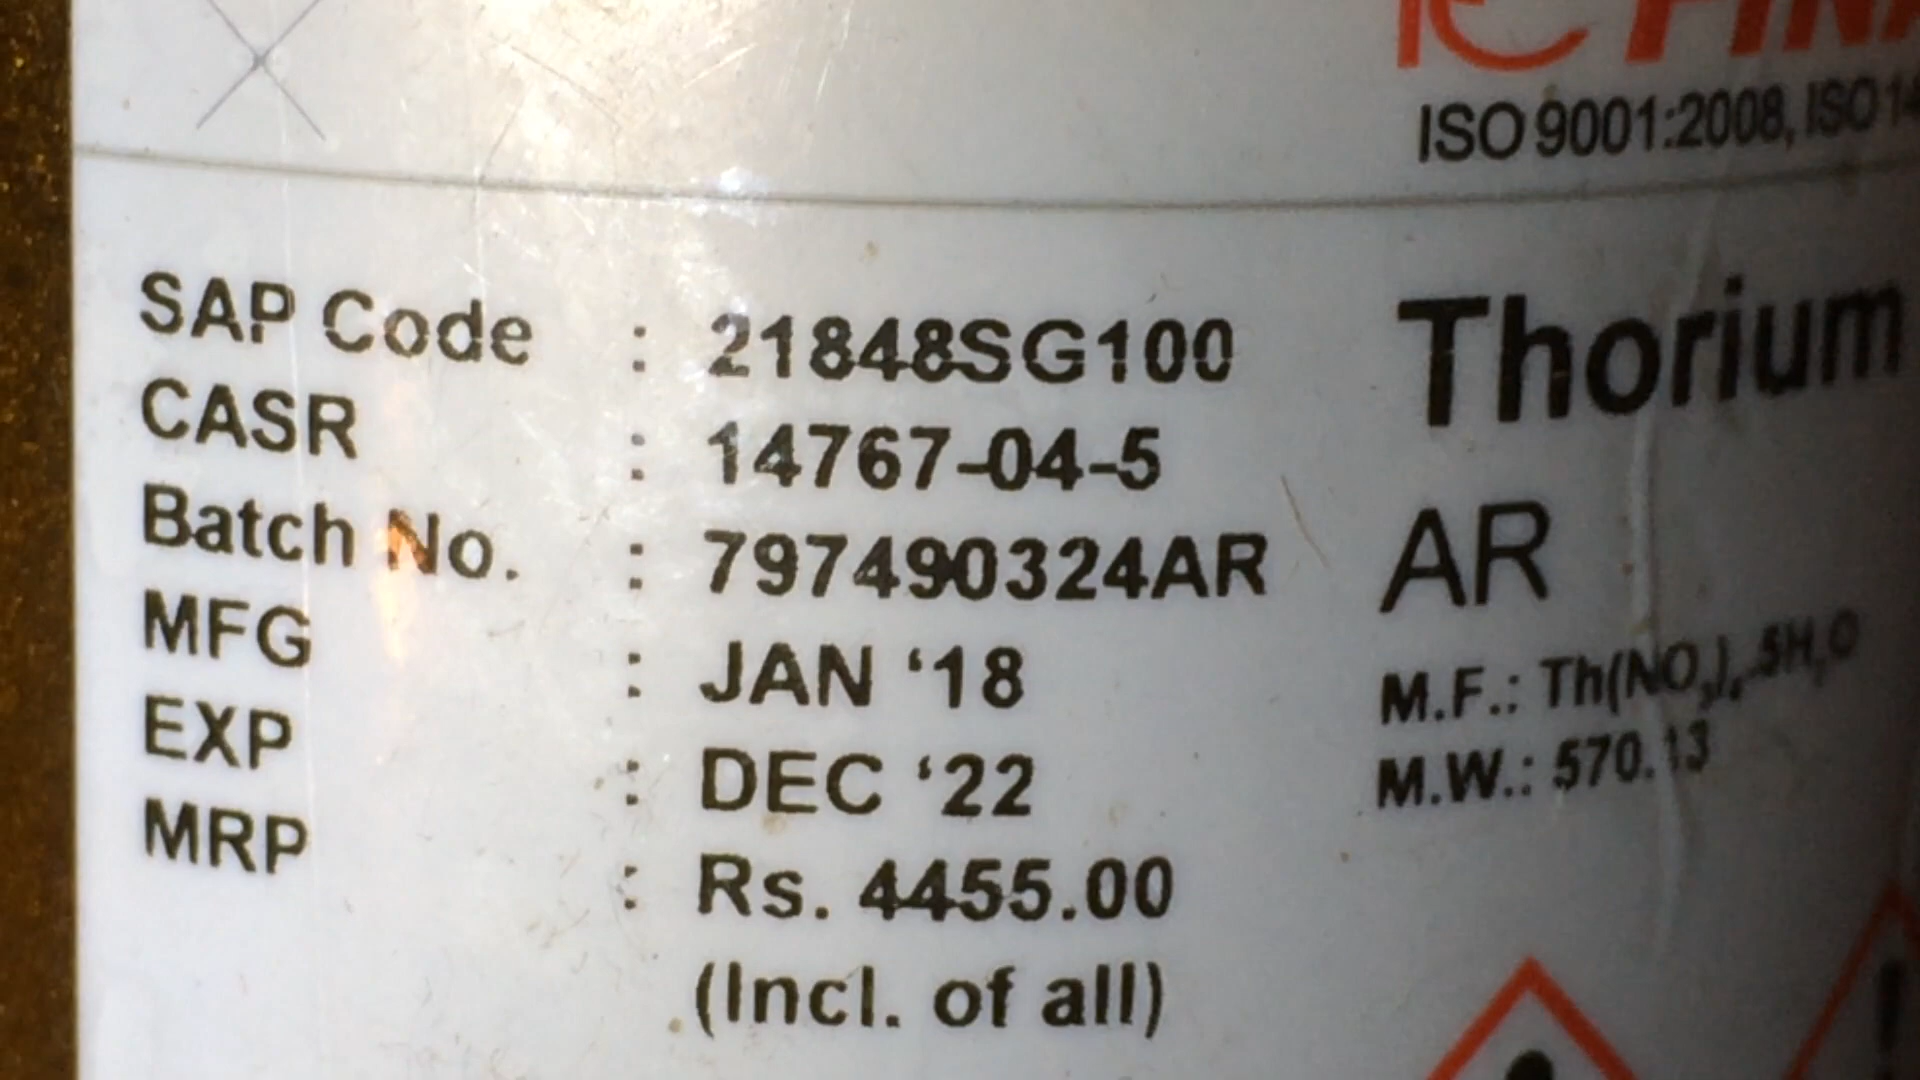 ISO 9001:2008, ISO 14
SAP Code : 21848SG100
CASR : 14767-04-5
Batch No. : 797490324AR
MFG : JAN ‘18
EXP : DEC ‘22
MRP : Rs. 4455.00
(Incl. of all)
Thorium
AR
M.F.: Th(NO₃)₄.5H₂O
M.W.: 570.13